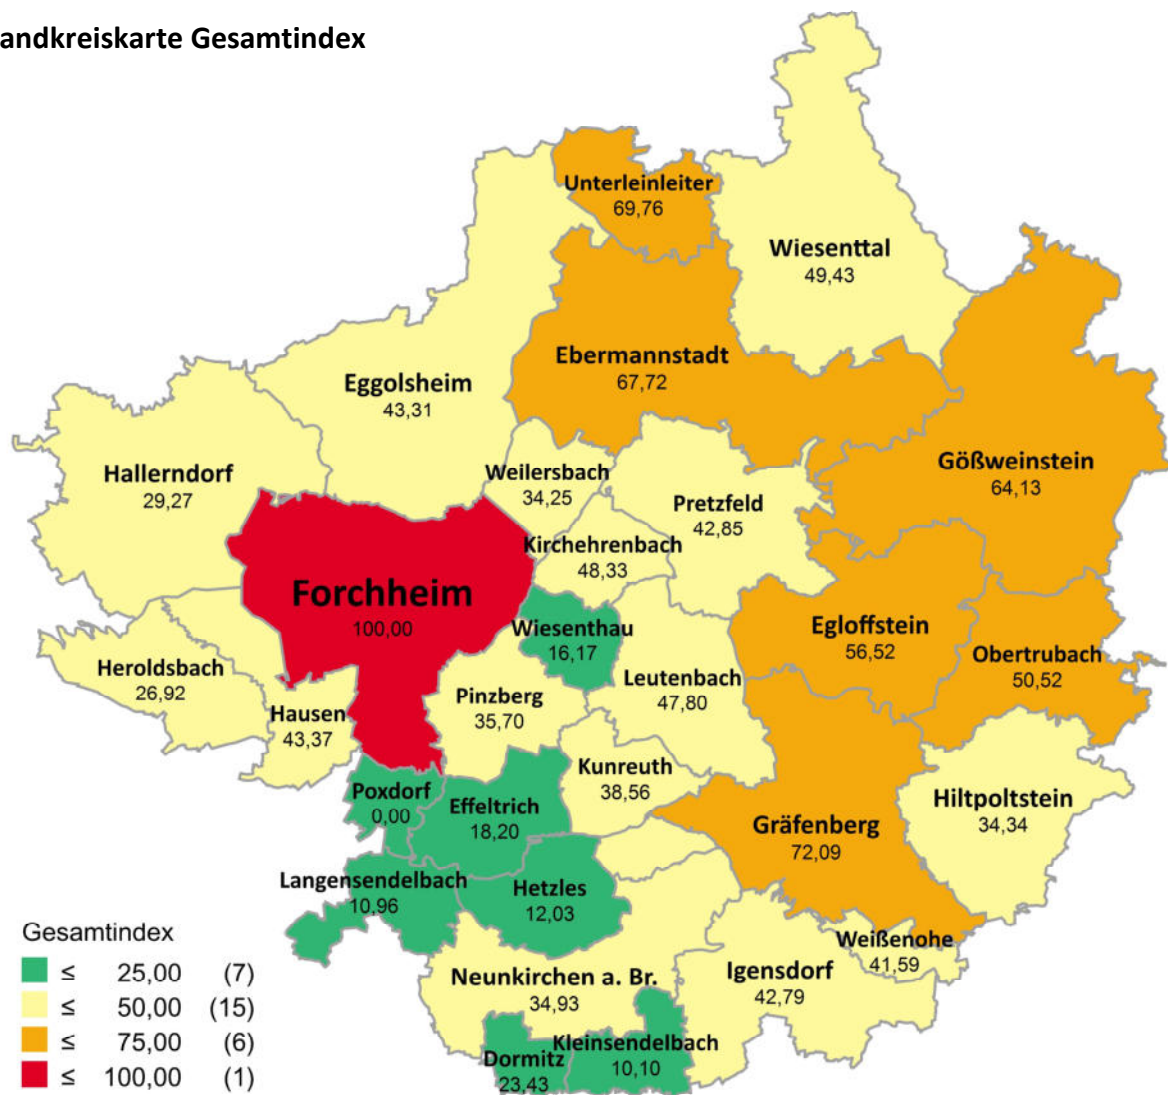 andkreiskarte Gesamtindex
Unterleinleiter
69,76
Wiesenttal
49,43
Ebermannstadt
67,72
Eggolsheim
43,31
Hallerndorf
29,27
Weilersbach
34,25
Pretzfeld
42,85
Gößweinstein
64,13
Kirchehrenbach
48,33
Forchheim
100,00
Wiesenthau
16,17
Egloffstein
56,52
Obertrubach
50,52
Heroldsbach
26,92
Leutenbach
47,80
Hausen
43,37
Pinzberg
35,70
Kunreuth
38,56
Poxdorf
0,00
Effeltrich
18,20
Hiltpoltstein
34,34
Gräfenberg
72,09
Langensendelbach
10,96
Hetzles
12,03
Weißenohe
41,59
Neunkirchen a. Br.
34,93
Igensdorf
42,79
Kleinsendelbach
10,10
Dormitz
23,43
Gesamtindex
≤ 25,00 (7)
≤ 50,00 (15)
≤ 75,00 (6)
≤ 100,00 (1)